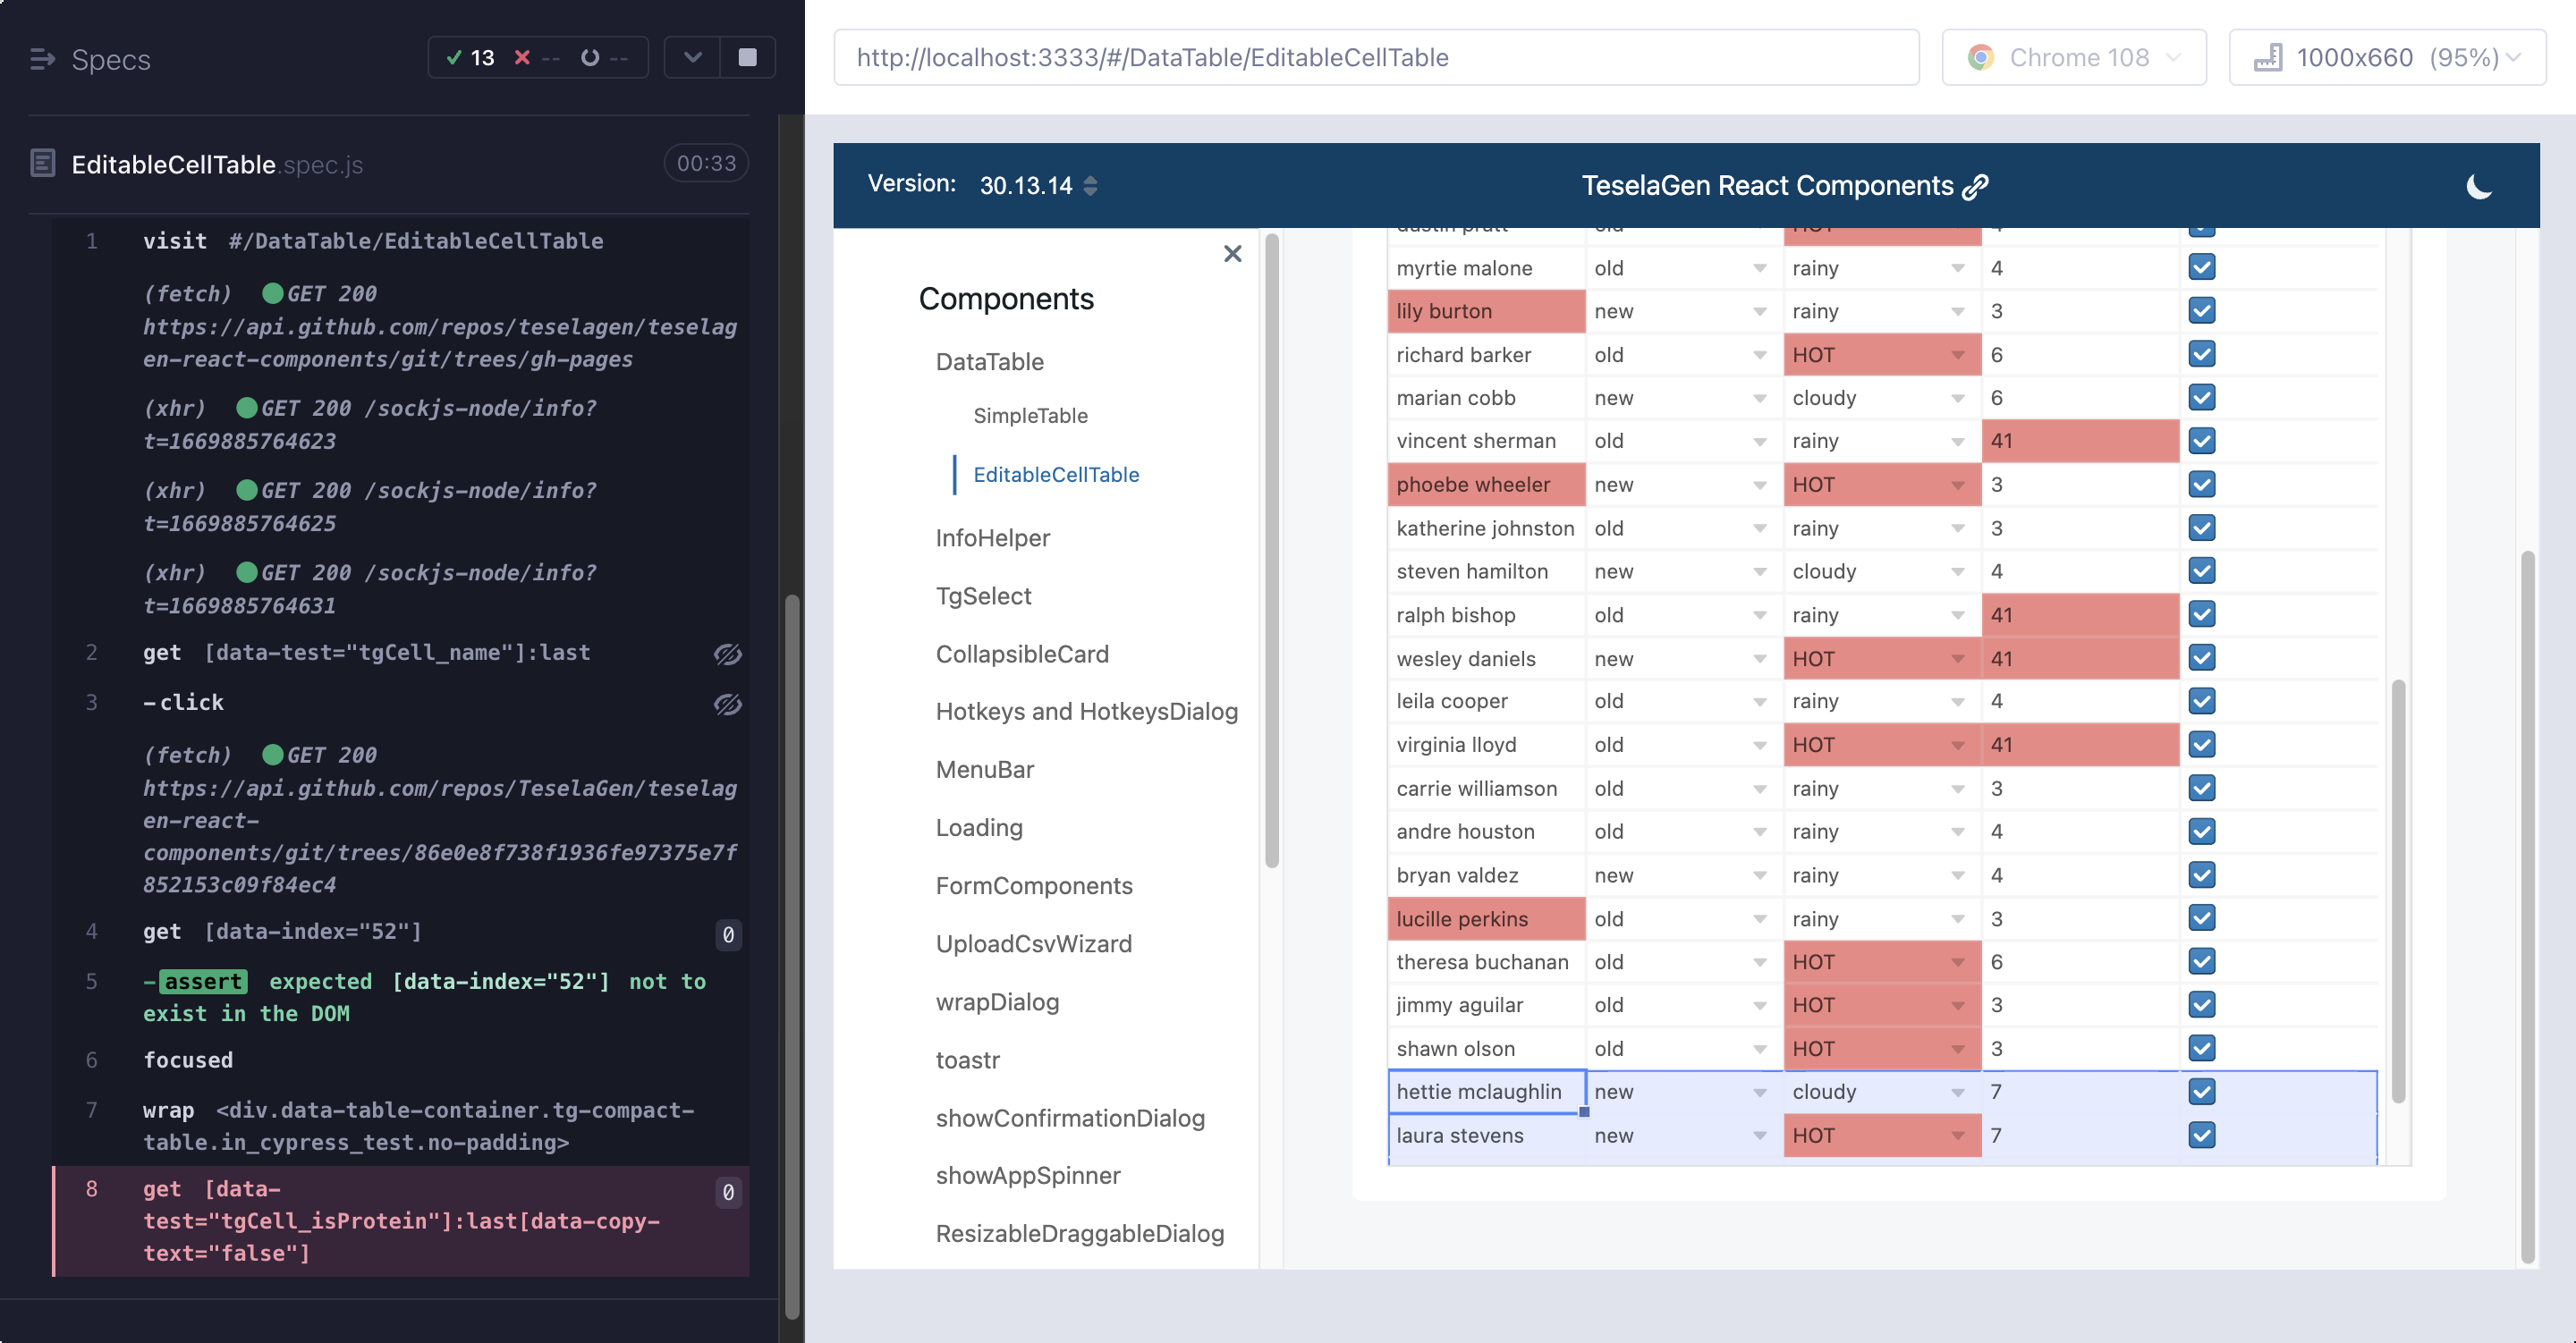 Specs
13 -- --
EditableCellTable.spec.js
00:33
1 visit #/DataTable/EditableCellTable
(fetch) GET 200
https://api.github.com/repos/teselagen/teselag
en-react-components/git/trees/gh-pages
(xhr) GET 200 /sockjs-node/info?
t=1669885764623
(xhr) GET 200 /sockjs-node/info?
t=1669885764625
(xhr) GET 200 /sockjs-node/info?
t=1669885764631
2 get [data-test="tgCell_name"]:last
3 -click
(fetch) GET 200
https://api.github.com/repos/TeselaGen/teselag
en-react-
components/git/trees/86e0e8f738f1936fe97375e7f
852153c09f84ec4
4 get [data-index="52"] 0
5 -assert expected [data-index="52"] not to
exist in the DOM
6 focused
7 wrap <div.data-table-container.tg-compact-
table.in_cypress_test.no-padding>
8 get [data- 0
test="tgCell_isProtein"]:last[data-copy-
text="false"]
http://localhost:3333/#/DataTable/EditableCellTable
Chrome 108
1000x660 (95%)
Version: 30.13.14
TeselaGen React Components
Components
DataTable
SimpleTable
EditableCellTable
InfoHelper
TgSelect
CollapsibleCard
Hotkeys and HotkeysDialog
MenuBar
Loading
FormComponents
UploadCsvWizard
wrapDialog
toastr
showConfirmationDialog
showAppSpinner
ResizableDraggableDialog
dustin pratt old HOT 4
myrtie malone old rainy 4
lily burton new rainy 3
richard barker old HOT 6
marian cobb new cloudy 6
vincent sherman old rainy 41
phoebe wheeler new HOT 3
katherine johnston old rainy 3
steven hamilton new cloudy 4
ralph bishop old rainy 41
wesley daniels new HOT 41
leila cooper old rainy 4
virginia lloyd old HOT 41
carrie williamson old rainy 3
andre houston old rainy 4
bryan valdez new rainy 4
lucille perkins old rainy 3
theresa buchanan old HOT 6
jimmy aguilar old HOT 3
shawn olson old HOT 3
hettie mclaughlin new cloudy 7
laura stevens new HOT 7